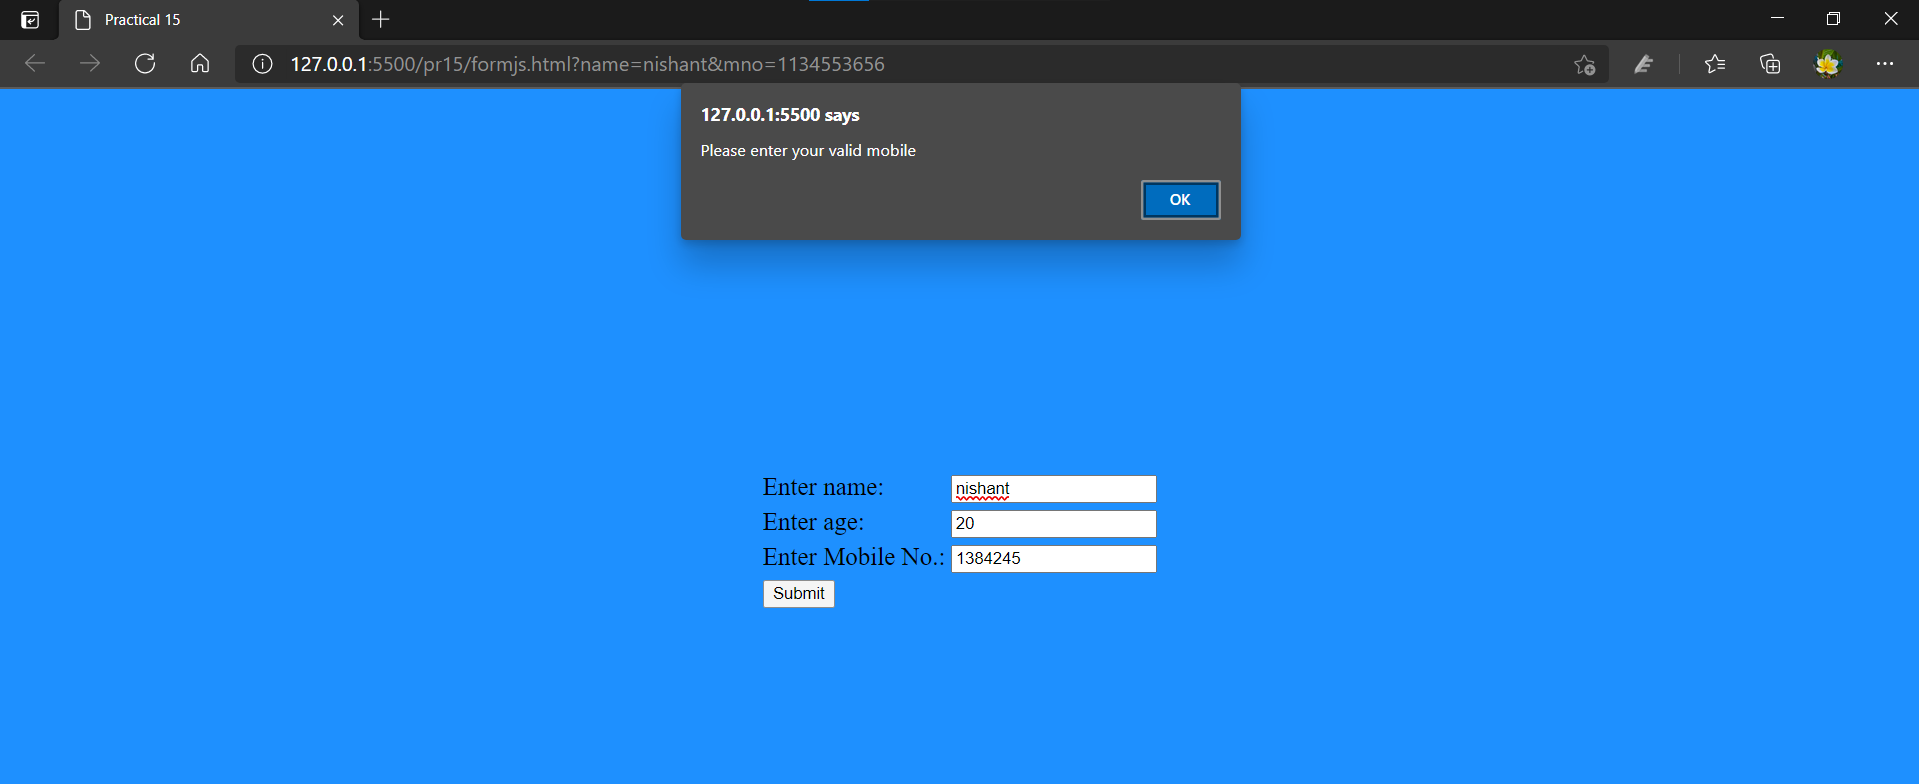 Practical 15
127.0.0.1:5500/pr15/formjs.html?name=nishant&mno=1134553656
127.0.0.1:5500 says
Please enter your valid mobile
OK
Enter name: nishant
Enter age: 20
Enter Mobile No.: 1384245
Submit